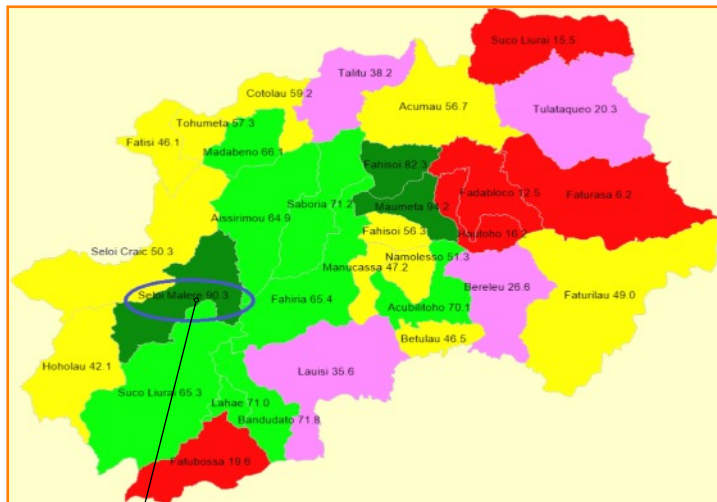 Suco Liurai 15.5
Talitu 38.2
Cotolau 59.2
Acumau 56.7
Tulataqueo 20.3
Tohumeta 57.3
Fatisi 46.1
Madabeno 66.1
Fahisoi 82.3
Fadabloco 12.5
Faturasa 6.2
Saboria 71.2
Maumeta 94.2
Aissirimou 64.9
Fahisoi 56.3
Hautoho 16.2
Seloi Craic 50.3
Namolesso 51.3
Manucassa 47.2
Bereleu 26.6
Seloi Malere 90.3
Fahiria 65.4
Acubilitoho 70.1
Faturilau 49.0
Betulau 46.5
Hoholau 42.1
Lauisi 35.6
Suco Liurai 65.3
Lahae 71.0
Bandudato 71.8
Fatubossa 19.6